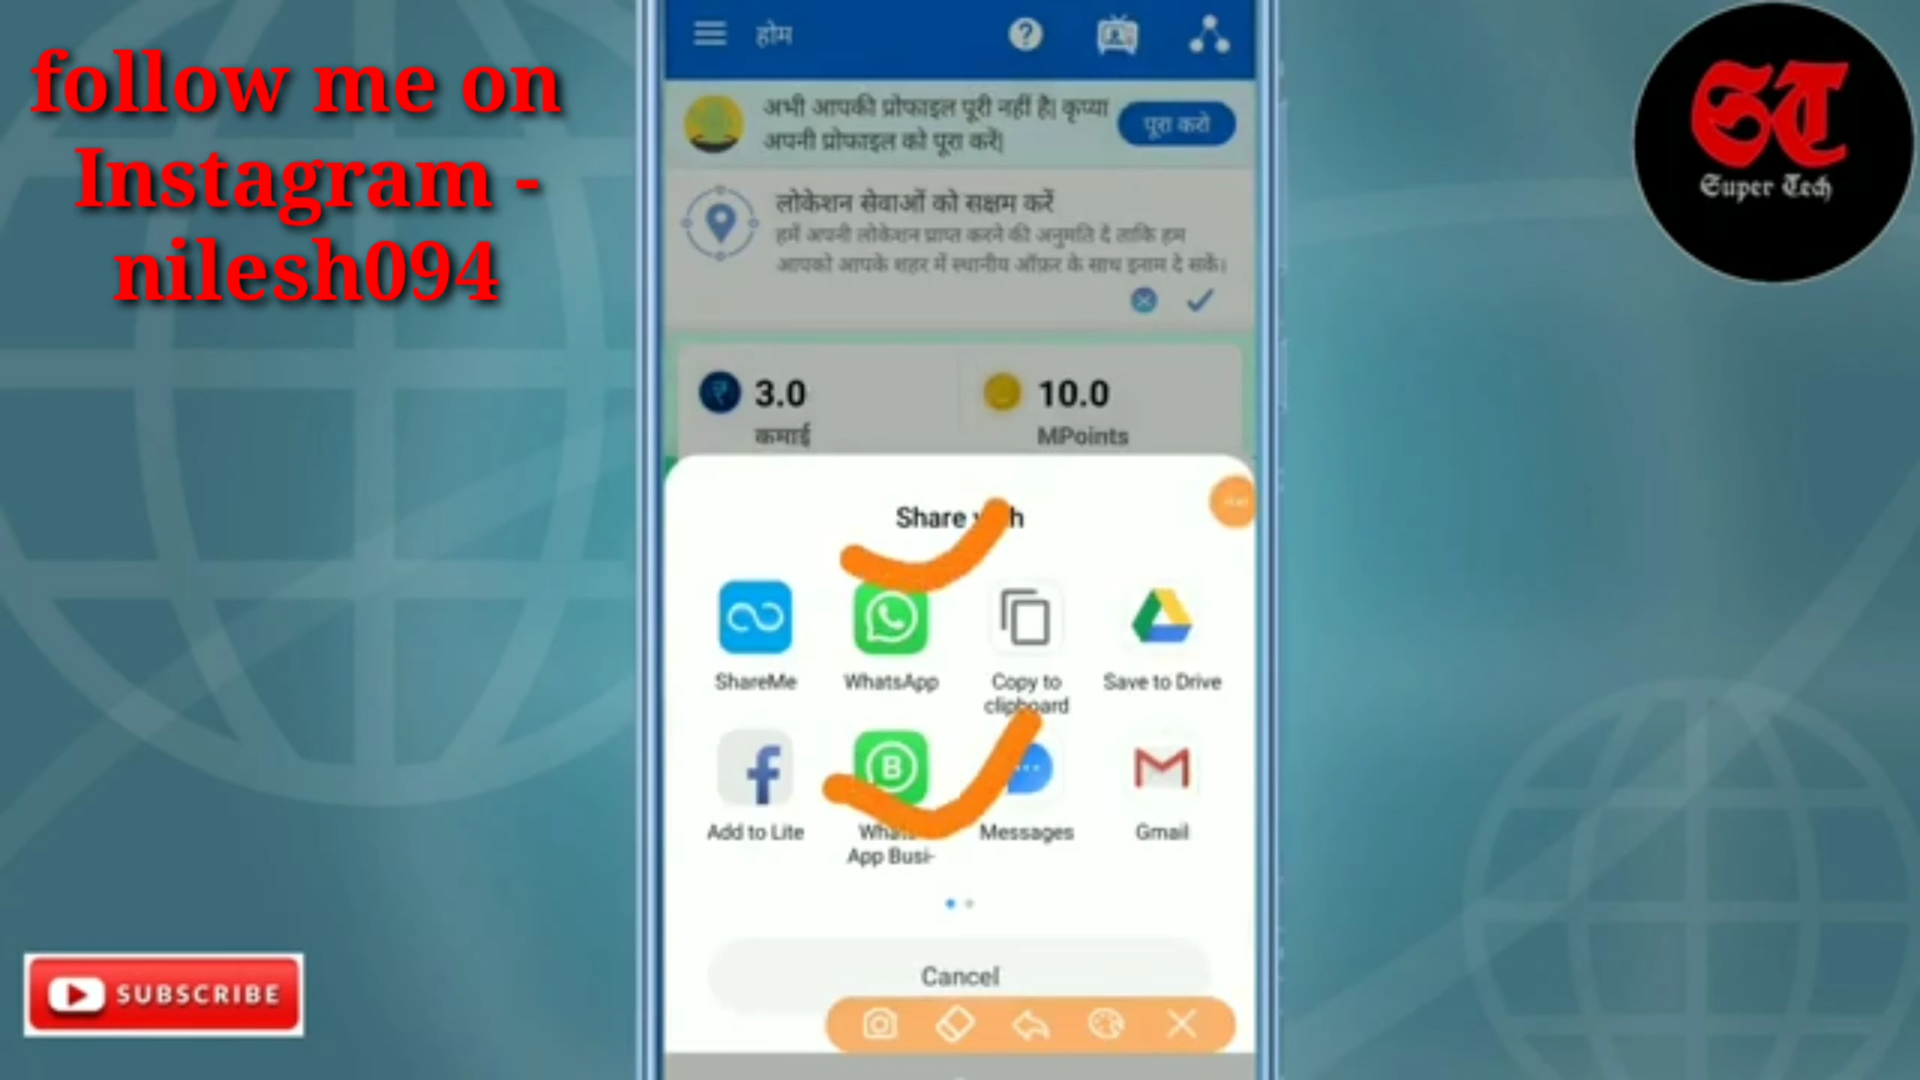 follow me on
Instagram -
nilesh094
होम
अभी आपकी प्रोफाइल पूरी नहीं है| कृप्या
अपनी प्रोफाइल को पूरा करें|
पूरा करो
लोकेशन सेवाओं को सक्षम करें
हमें अपनी लोकेशन प्राप्त करने की अनुमति दें ताकि हम
आपको आपके शहर में स्थानीय ऑफ़र के साथ इनाम दे सकें।
3.0
कमाई
10.0
MPoints
Share
ShareMe
WhatsApp
Copy to
clipboard
Save to Drive
Add to Lite
App Busi-
Messages
Gmail
Cancel
SUBSCRIBE
ST
Super Tech